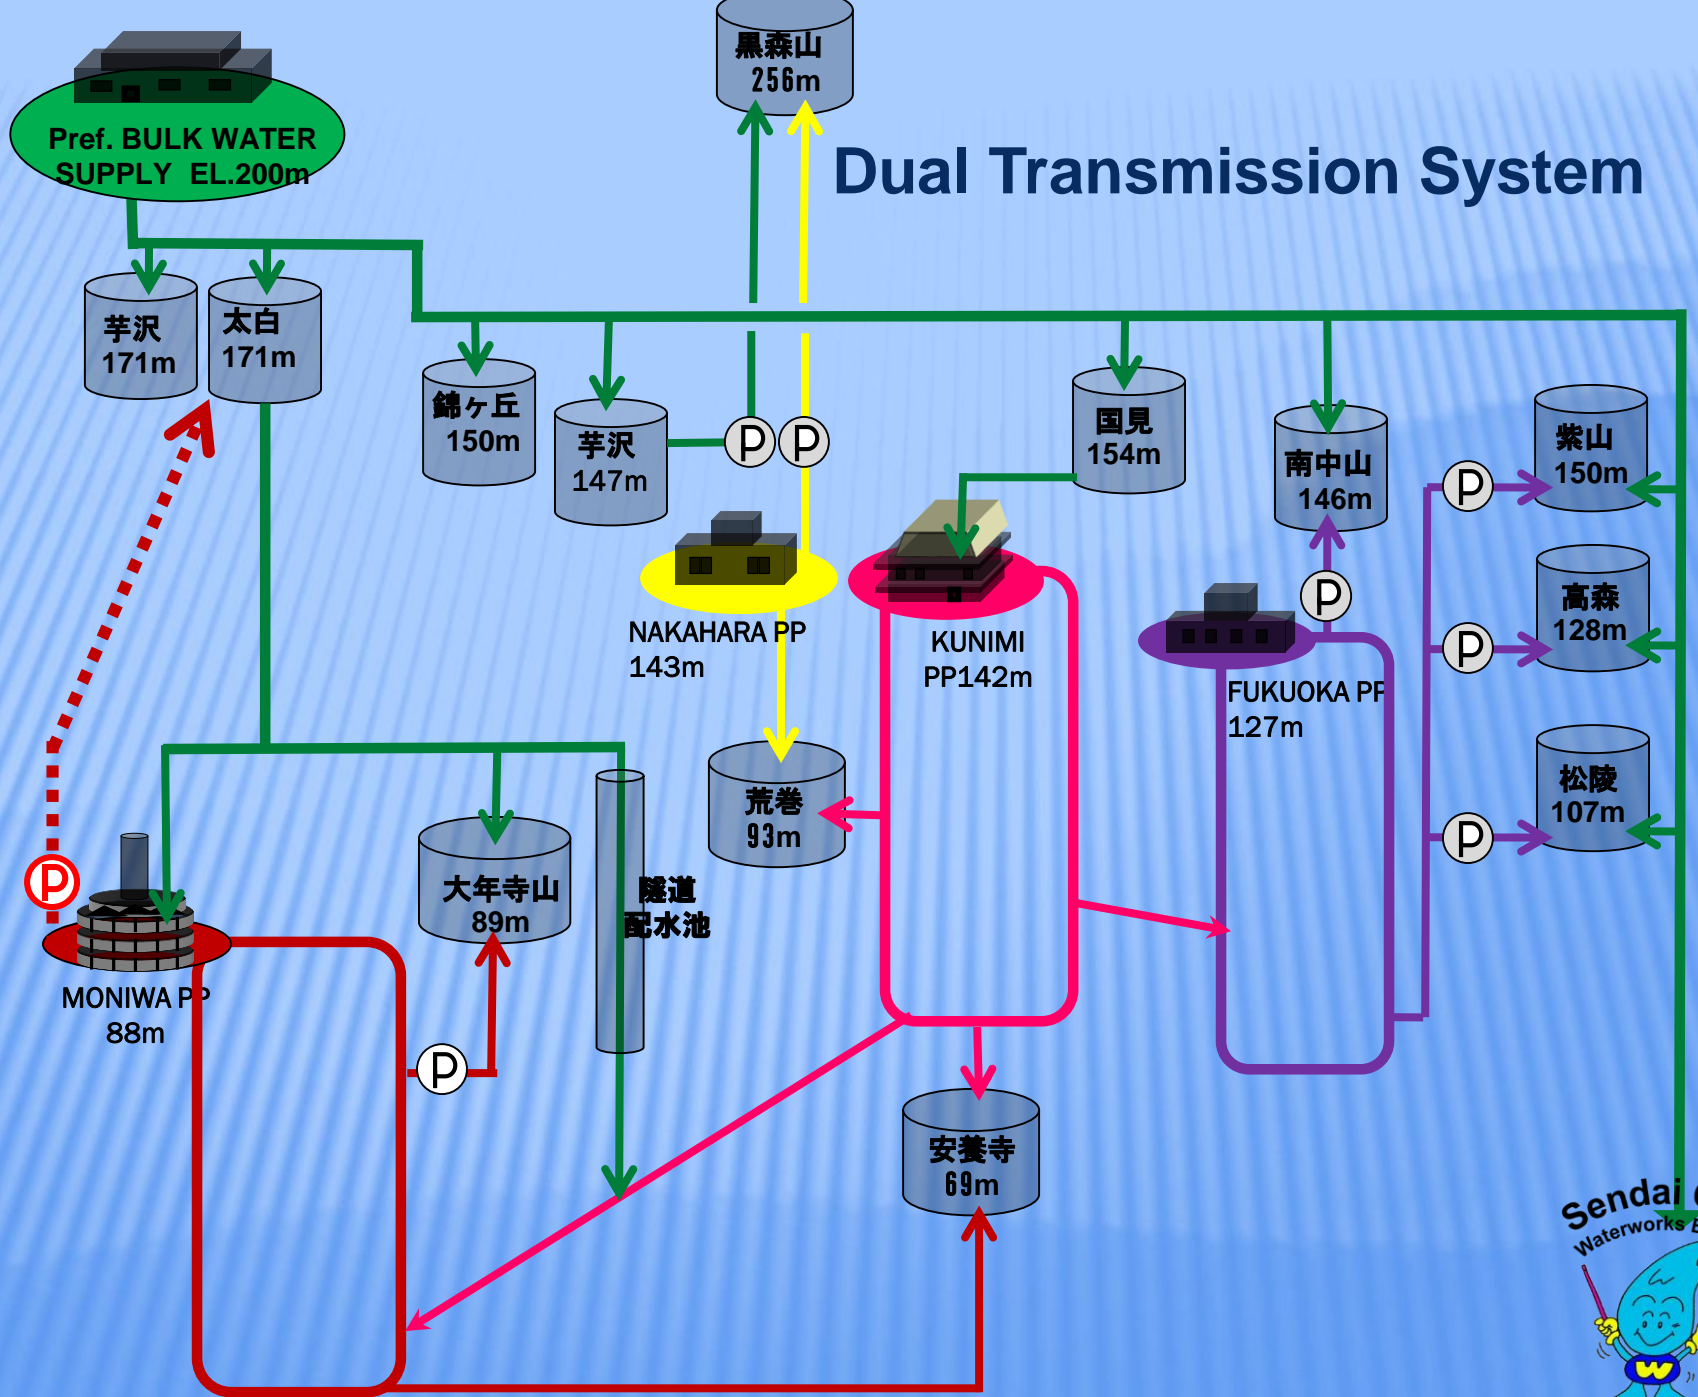 黒森山
256m
Pref. BULK WATER
SUPPLY EL.200m
Dual Transmission System
芋沢
171m
太白
171m
錦ヶ丘
150m
芋沢
147m
P
P
国見
154m
南中山
146m
紫山
150m
P
NAKAHARA PP
143m
KUNIMI
PP142m
P
FUKUOKA PP
127m
高森
128m
P
荒巻
93m
松陵
107m
P
P
MONIWA PP
88m
大年寺山
89m
隧道
配水池
P
安養寺
69m
Sendai
Waterworks
W